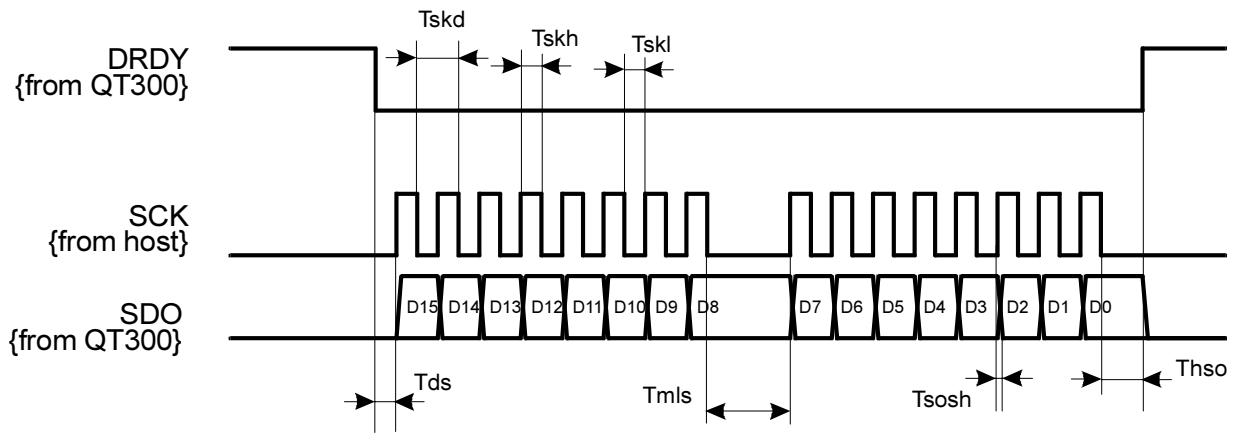 Tskd
Tskh
Tskl
DRDY
{from QT300}
SCK
{from host}
D15 D14 D13 D12 D11 D10 D9 D8 D7 D6 D5 D4 D3 D2 D1 D0
SDO
{from QT300}
Tds
Tmls
Tsosh
Thso